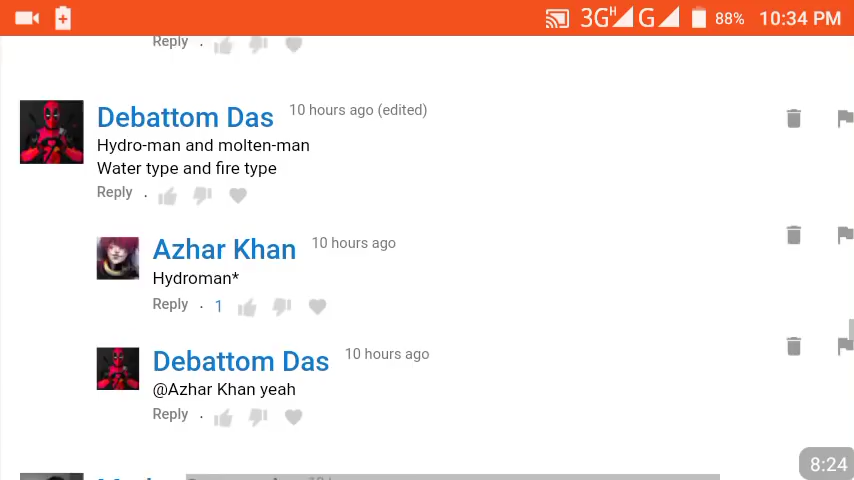 3G H G 88% 10:34 PM
Reply .
Debattom Das 10 hours ago (edited)
Hydro-man and molten-man
Water type and fire type
Reply .
Azhar Khan 10 hours ago
Hydroman*
Reply . 1
Debattom Das 10 hours ago
@Azhar Khan yeah
Reply .
8:24